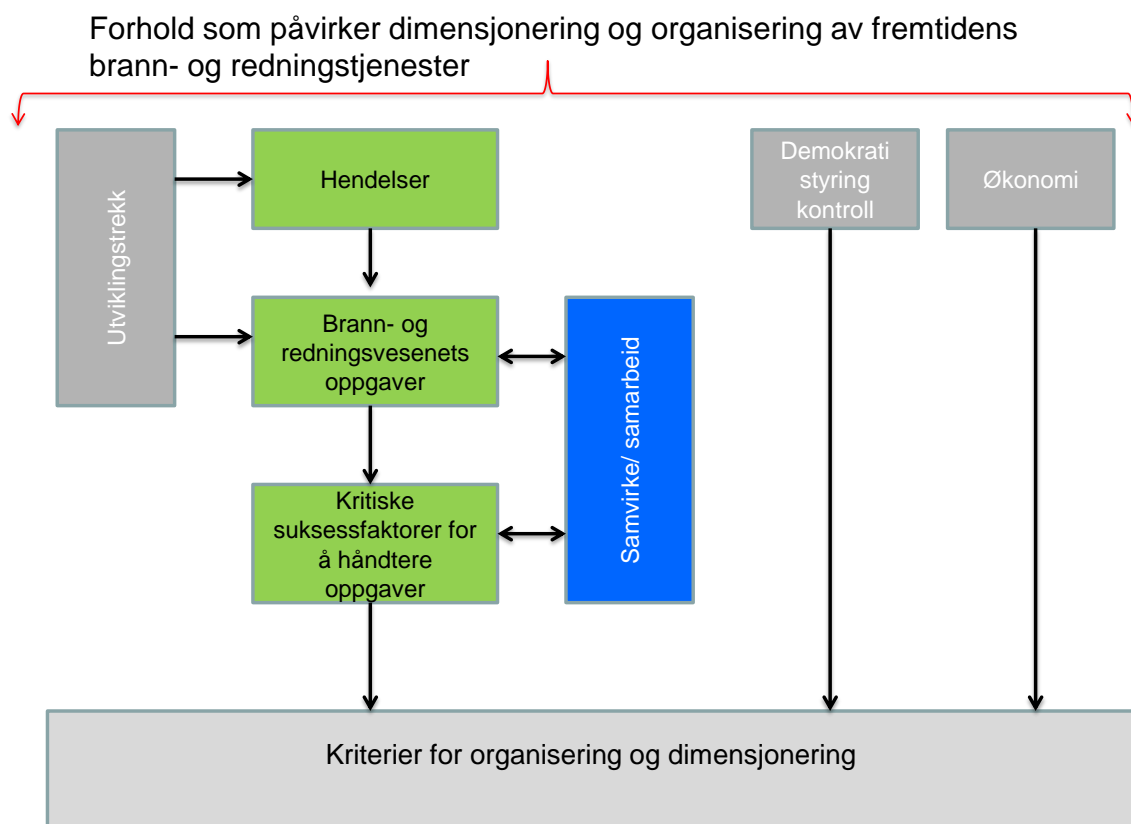 Forhold som påvirker dimensjonering og organisering av fremtidens
brann- og redningstjenester
Utviklingstrekk
Hendelser
Demokrati
styring
kontroll
Økonomi
Brann- og
redningsvesenets
oppgaver
Samvirke/ samarbeid
Kritiske
suksessfaktorer for
å håndtere
oppgaver
Kriterier for organisering og dimensjonering